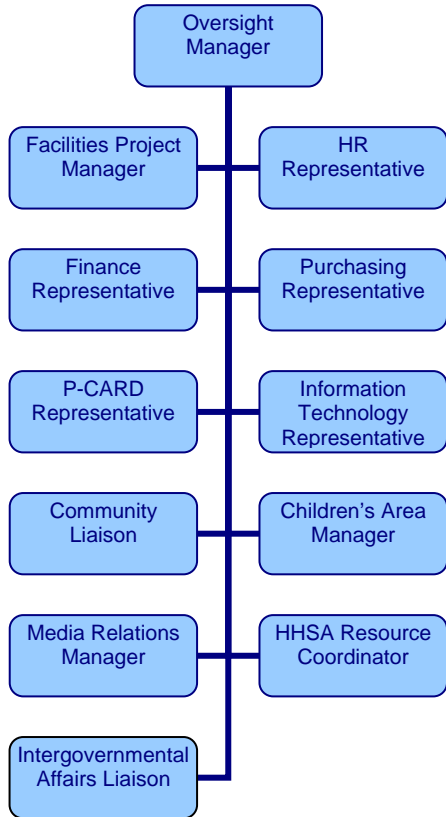 Oversight
Manager
Facilities Project
Manager
HR
Representative
Finance
Representative
Purchasing
Representative
P-CARD
Representative
Information
Technology
Representative
Community
Liaison
Children's Area
Manager
Media Relations
Manager
HHSA Resource
Coordinator
Intergovernmental
Affairs Liaison